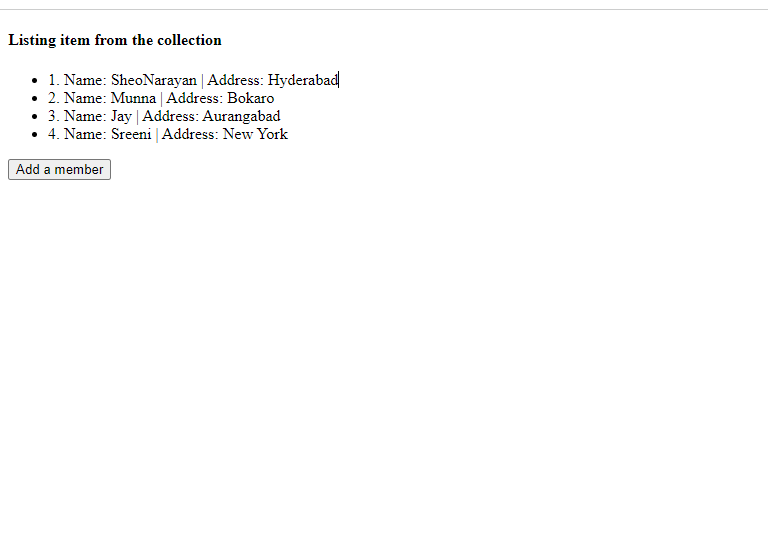 Listing item from the collection
1. Name: SheoNarayan | Address: Hyderabad
2. Name: Munna | Address: Bokaro
3. Name: Jay | Address: Aurangabad
4. Name: Sreeni | Address: New York
Add a member